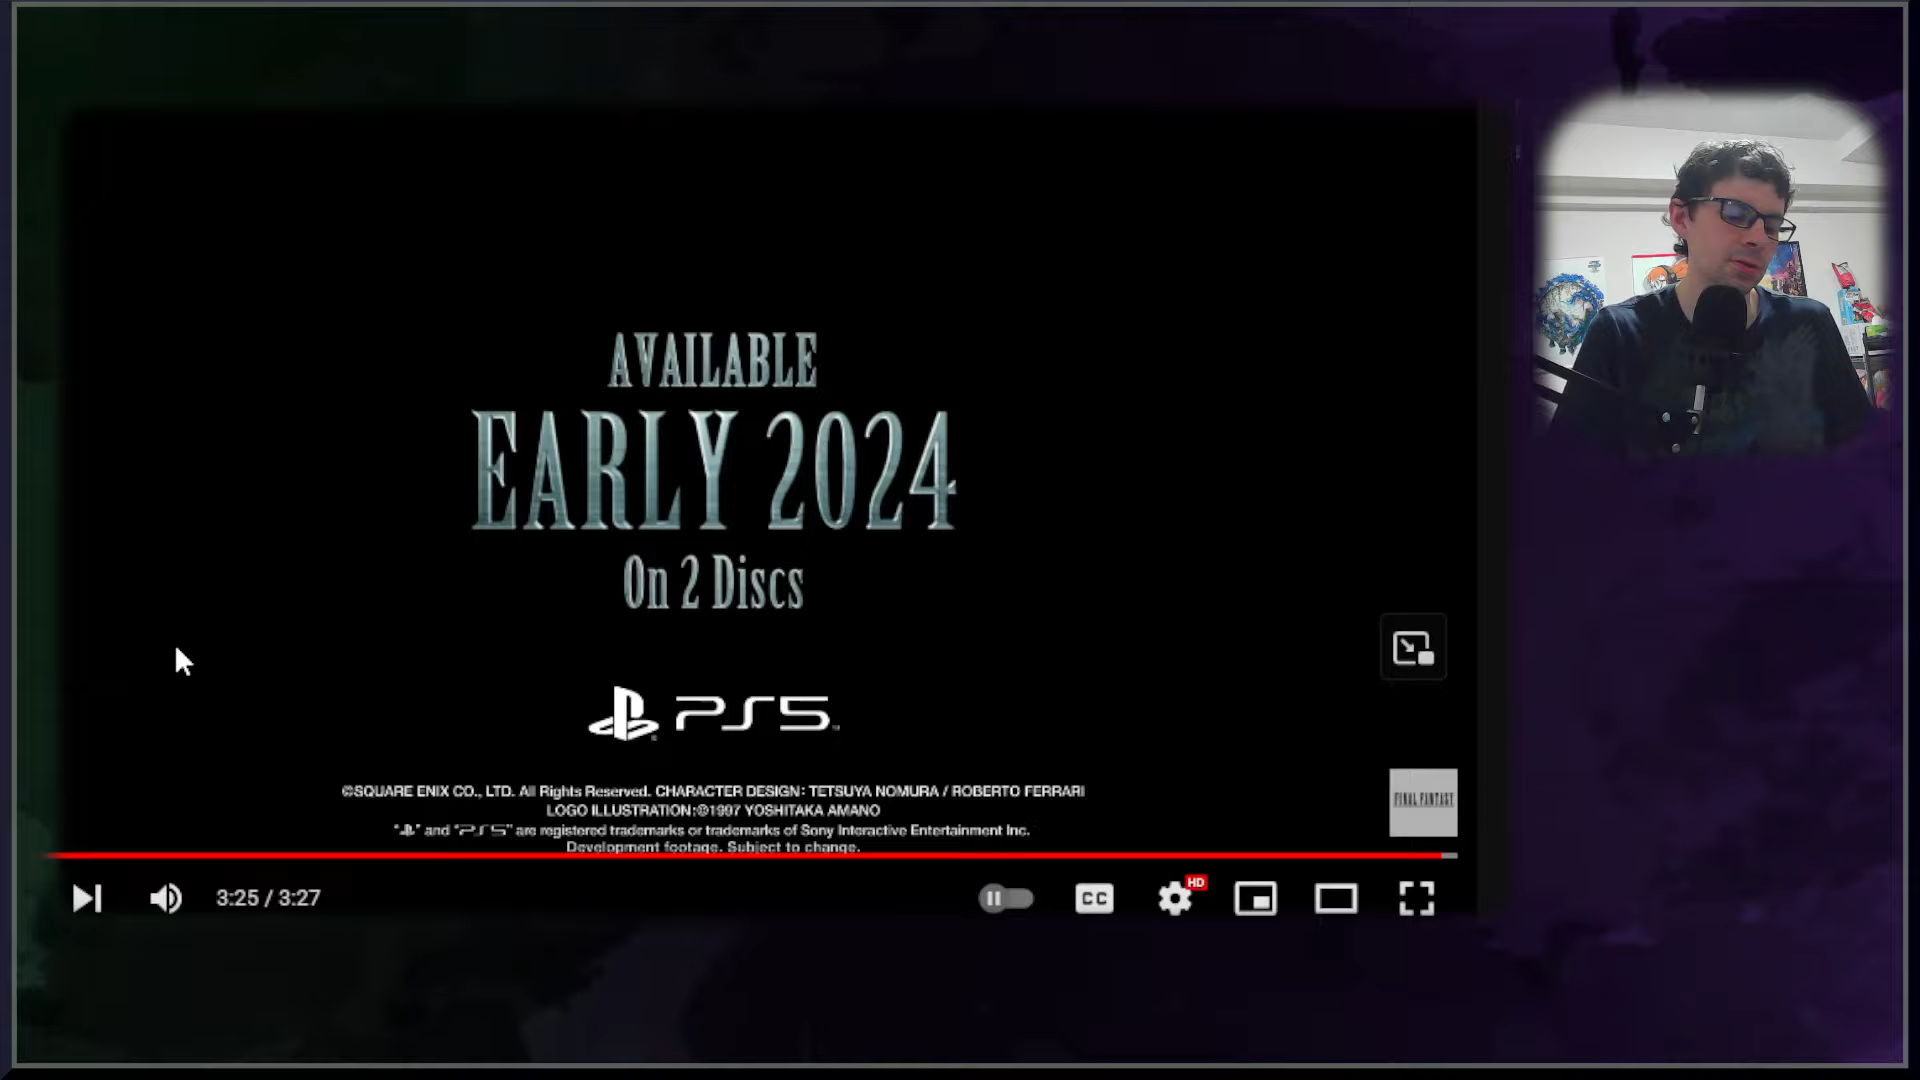 AVAILABLE
EARLY 2024
On 2 Discs
PS5
©SQUARE ENIX CO., LTD. All Rights Reserved. CHARACTER DESIGN: TETSUYA NOMURA / ROBERTO FERRARI
LOGO ILLUSTRATION:©1997 YOSHITAKA AMANO
" " and "PS5" are registered trademarks or trademarks of Sony Interactive Entertainment Inc.
Development footage. Subject to change.
FINAL FANTASY
3:25 / 3:27
CC
HD